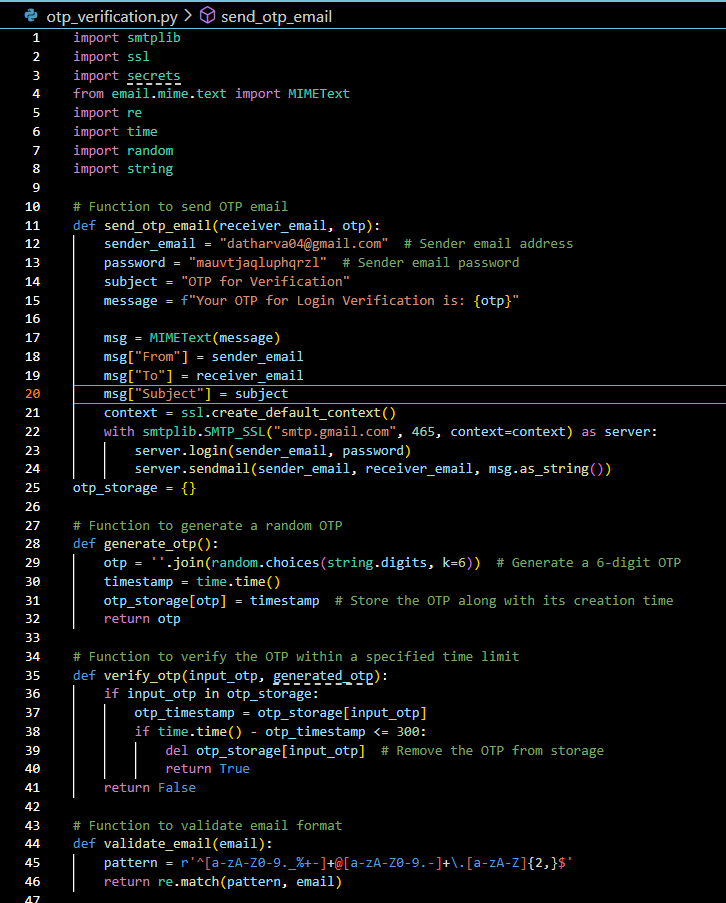 otp_verification.py > send_otp_email
1 import smtplib
2 import ssl
3 import secrets
4 from email.mime.text import MIMEText
5 import re
6 import time
7 import random
8 import string
9
10 # Function to send OTP email
11 def send_otp_email(receiver_email, otp):
12     sender_email = "datharva04@gmail.com"  # Sender email address
13     password = "mauvtjaqluphqrzl"  # Sender email password
14     subject = "OTP for Verification"
15     message = f"Your OTP for Login Verification is: {otp}"
16
17     msg = MIMEText(message)
18     msg["From"] = sender_email
19     msg["To"] = receiver_email
20     msg["Subject"] = subject
21     context = ssl.create_default_context()
22     with smtplib.SMTP_SSL("smtp.gmail.com", 465, context=context) as server:
23         server.login(sender_email, password)
24         server.sendmail(sender_email, receiver_email, msg.as_string())
25 otp_storage = {}
26
27 # Function to generate a random OTP
28 def generate_otp():
29     otp = ''.join(random.choices(string.digits, k=6))  # Generate a 6-digit OTP
30     timestamp = time.time()
31     otp_storage[otp] = timestamp  # Store the OTP along with its creation time
32     return otp
33
34 # Function to verify the OTP within a specified time limit
35 def verify_otp(input_otp, generated_otp):
36     if input_otp in otp_storage:
37         otp_timestamp = otp_storage[input_otp]
38         if time.time() - otp_timestamp <= 300:
39             del otp_storage[input_otp]  # Remove the OTP from storage
40             return True
41     return False
42
43 # Function to validate email format
44 def validate_email(email):
45     pattern = r'^[a-zA-Z0-9._%+-]+@[a-zA-Z0-9.-]+\.[a-zA-Z]{2,}$'
46     return re.match(pattern, email)
47